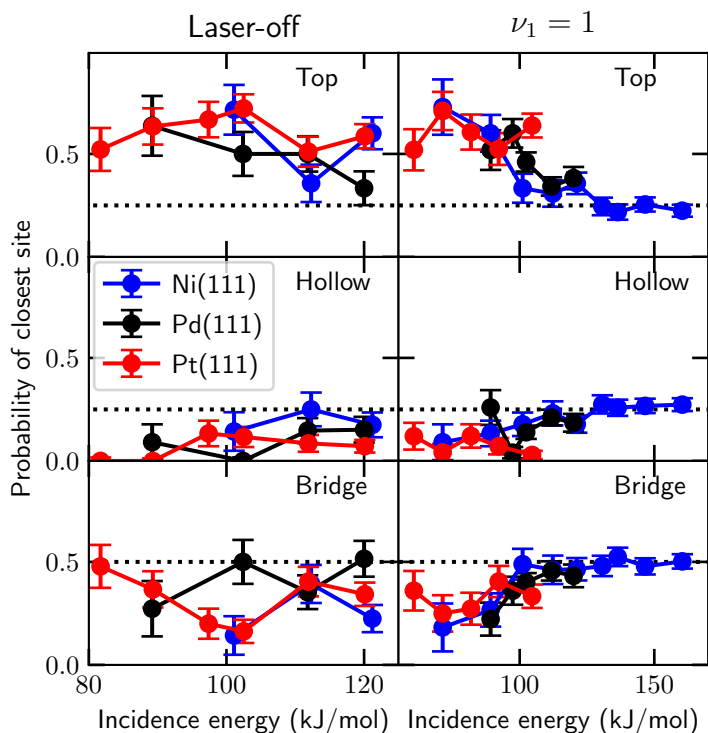 Laser-off
ν₁ = 1
Probability of closest site
Top
Top
0.5
0.0
Ni(111)
Pd(111)
Pt(111)
Hollow
Hollow
0.5
0.0
Bridge
Bridge
0.5
0.0
80
100
120
100
150
Incidence energy (kJ/mol)
Incidence energy (kJ/mol)